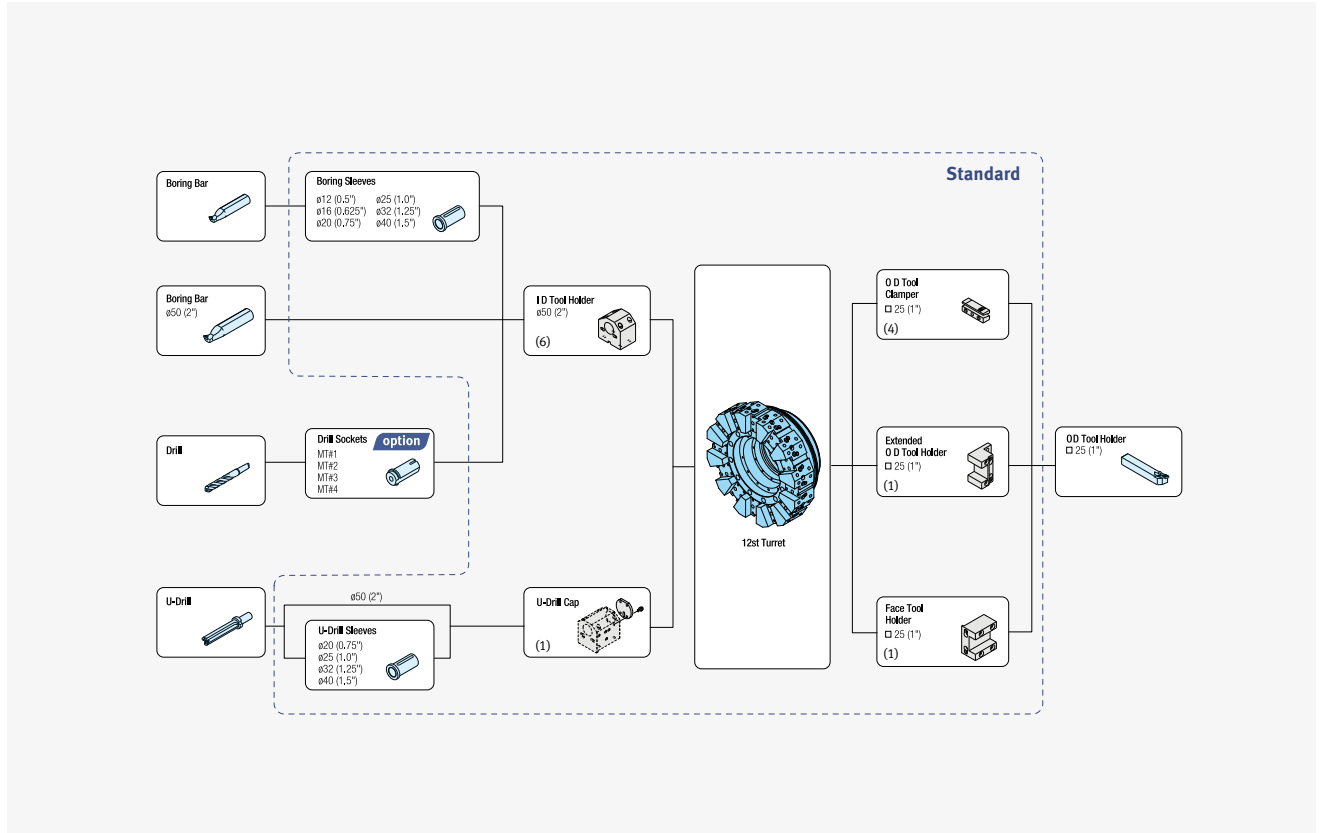 Standard
Boring Bar
Boring Sleeves
ø12 (0.5") ø25 (1.0")
ø16 (0.625") ø32 (1.25")
ø20 (0.75") ø40 (1.5")
Boring Bar
ø50 (2")
I D Tool Holder
ø50 (2")
(6)
Drill
Drill Sockets
option
MT#1
MT#2
MT#3
MT#4
U-Drill
ø50 (2")
U-Drill Sleeves
ø20 (0.75")
ø25 (1.0")
ø32 (1.25")
ø40 (1.5")
U-Drill Cap
(1)
12st Turret
O D Tool
Clamper
□ 25 (1")
(4)
Extended
O D Tool Holder
□ 25 (1")
(1)
Face Tool
Holder
□ 25 (1")
(1)
OD Tool Holder
□ 25 (1")